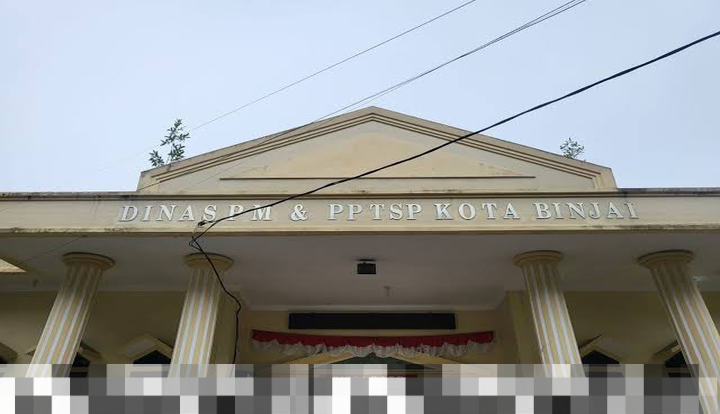 DINAS PM & PPTSP KOTA BINJAI